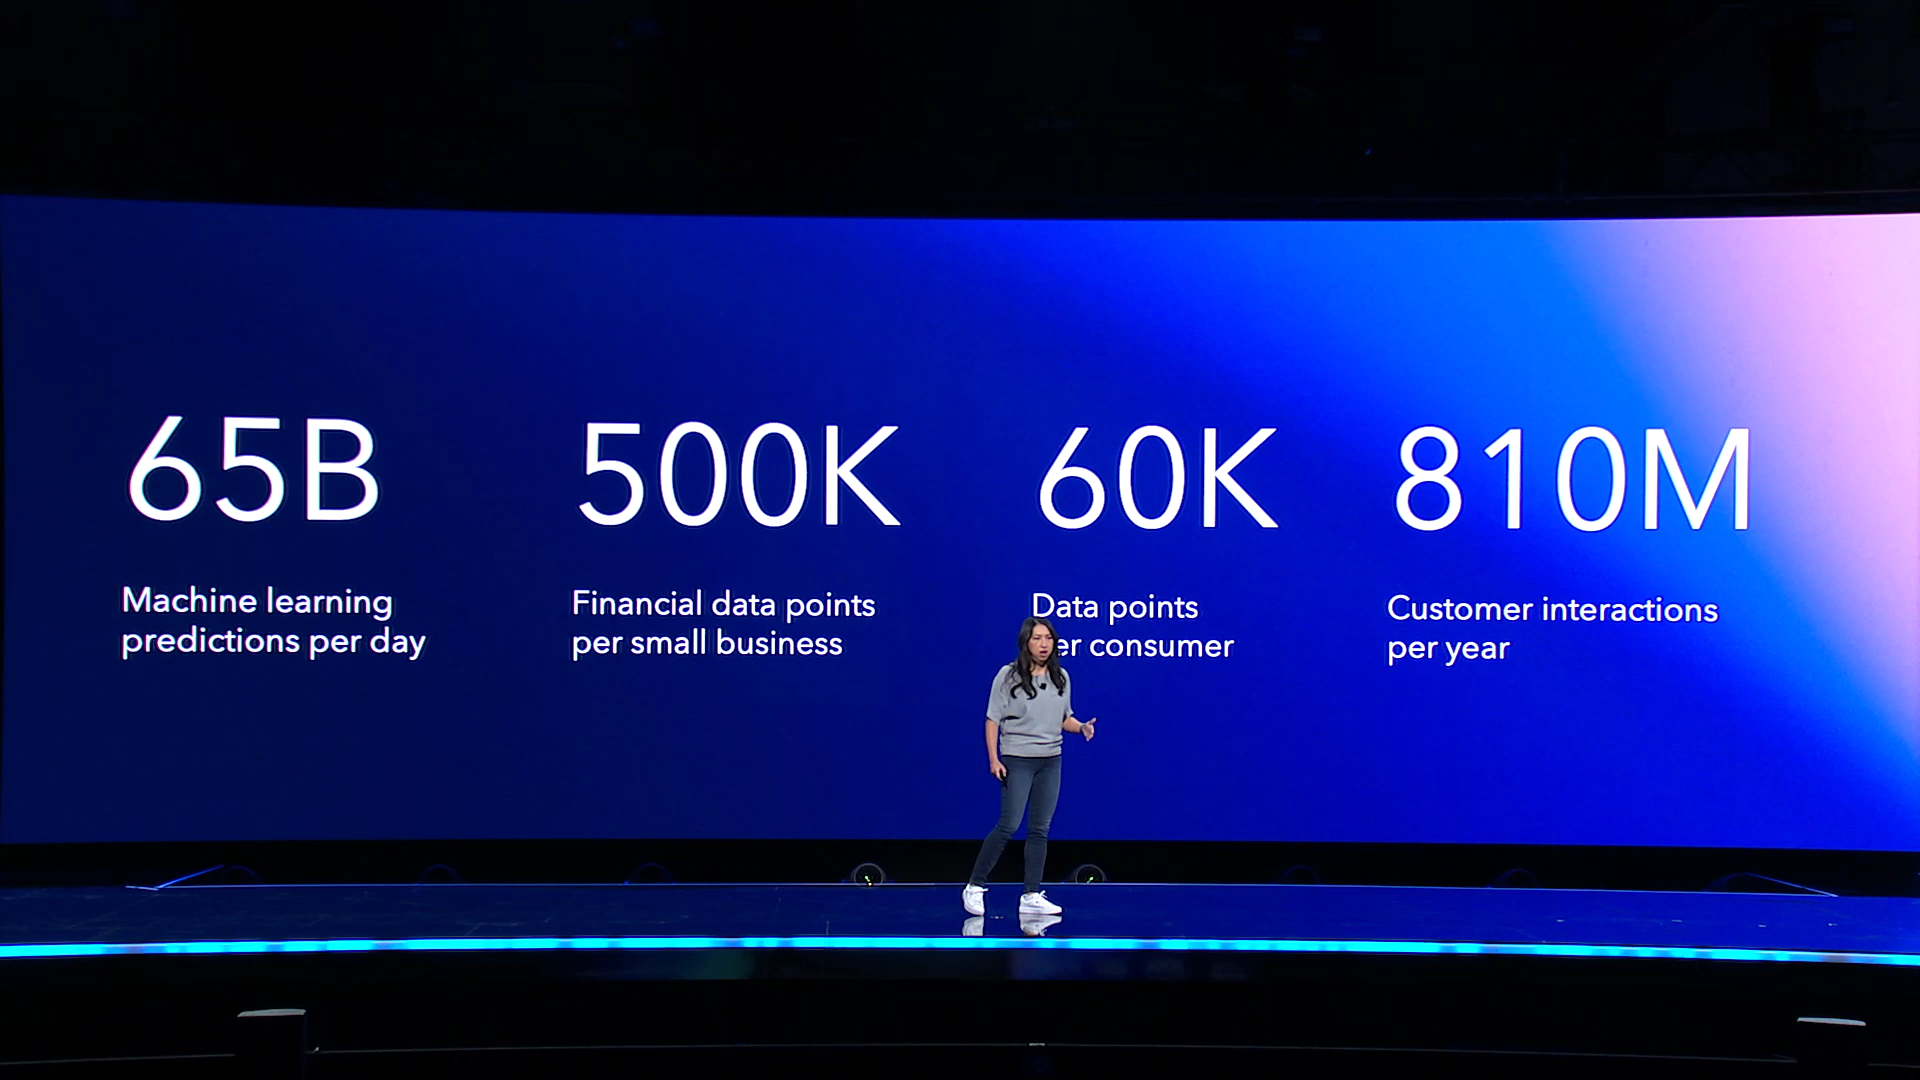 65B
Machine learning
predictions per day
500K
Financial data points
per small business
60K
Data points
er consumer
810M
Customer interactions
per year